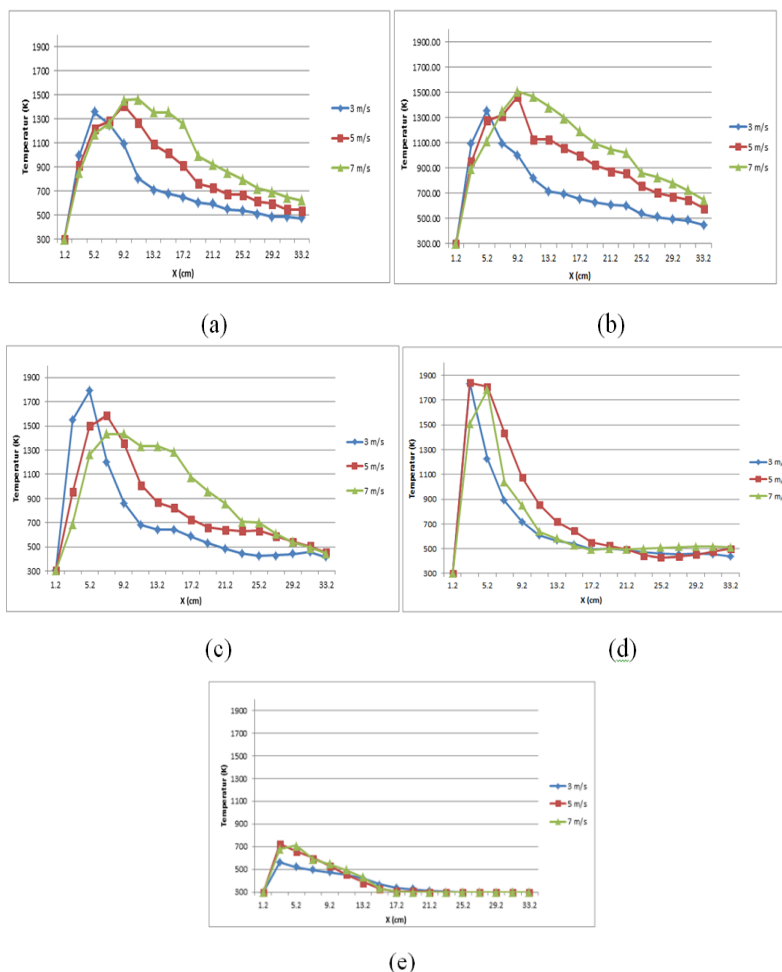 1900
1700
1500
1300
1100
900
700
500
300
Temperatur (K)
1.2 5.2 9.2 13.2 17.2 21.2 25.2 29.2 33.2
X (cm)
3 m/s
5 m/s
7 m/s
(a)
1900.00
1700.00
1500.00
1300.00
1100.00
900.00
700.00
500.00
300.00
Temperatur (K)
1.2 5.2 9.2 13.2 17.2 21.2 25.2 29.2 33.2
X (cm)
3 m/s
5 m/s
7 m/s
(b)
1900
1700
1500
1300
1100
900
700
500
300
Temperatur (K)
1.2 5.2 9.2 13.2 17.2 21.2 25.2 29.2 33.2
X (cm)
3 m/s
5 m/s
7 m/s
(c)
1900
1700
1500
1300
1100
900
700
500
300
Temperatur (K)
1.2 5.2 9.2 13.2 17.2 21.2 25.2 29.2 33.2
X (cm)
3 m/
5 m/
7 m/
(d)
1900
1700
1500
1300
1100
900
700
500
300
Temperatur (K)
1.2 5.2 9.2 13.2 17.2 21.2 25.2 29.2 33.2
X (cm)
3 m/s
5 m/s
7 m/s
(e)